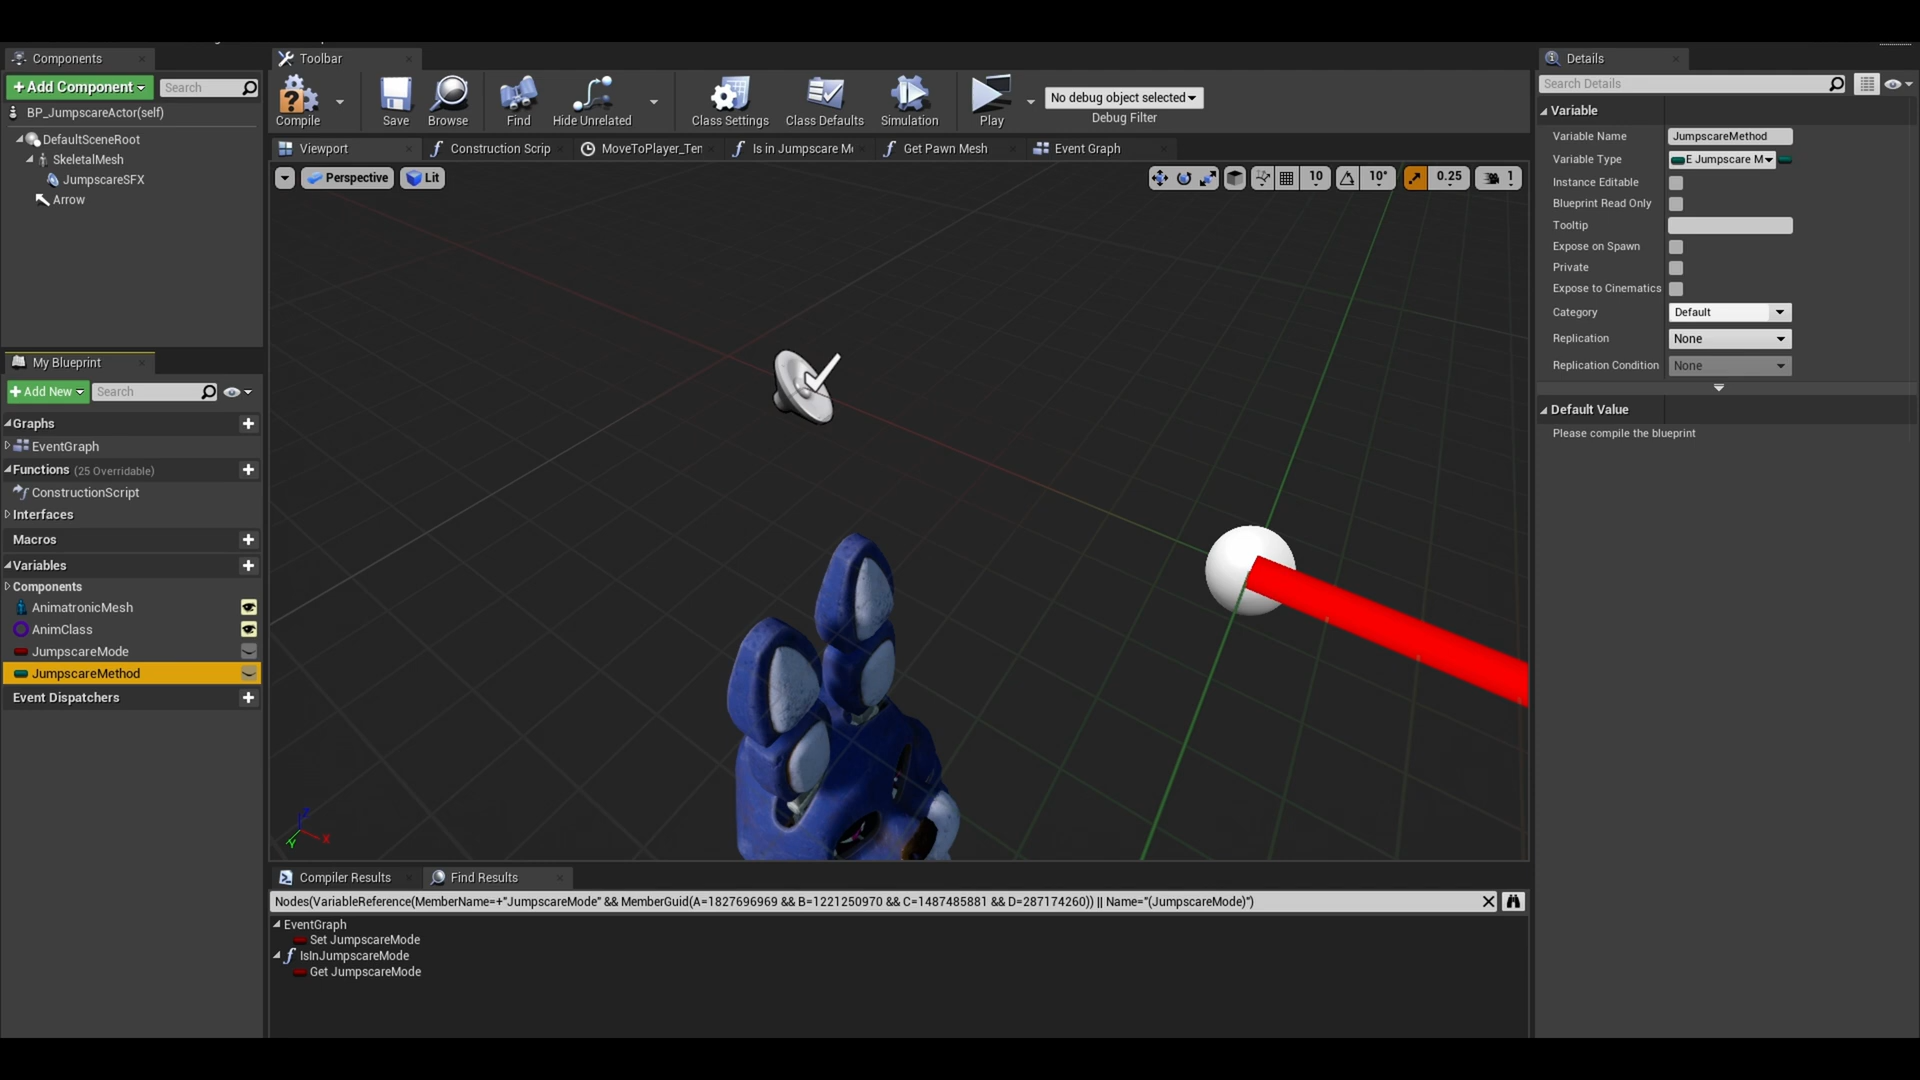 Components
Toolbar
Details
+Add Component
Search
BP_JumpscareActor(self)
DefaultSceneRoot
SkeletalMesh
JumpscareSFX
Arrow
Compile
Save
Browse
Find
Hide Unrelated
Class Settings
Class Defaults
Simulation
Play
No debug object selected
Debug Filter
Viewport
Construction Scrip
MoveToPlayer_Ten
Is in Jumpscare M
Get Pawn Mesh
Event Graph
Perspective
Lit
10
10°
0.25
1
Z
X
Y
My Blueprint
+Add New
Search
Graphs
EventGraph
Functions (25 Overridable)
ConstructionScript
Interfaces
Macros
Variables
Components
AnimatronicMesh
AnimClass
JumpscareMode
JumpscareMethod
Event Dispatchers
Compiler Results
Find Results
Nodes(VariableReference(MemberName=+"JumpscareMode" && MemberGuid(A=1827696969 && B=1221250970 && C=1487485881 && D=287174260)) || Name="(JumpscareMode)")
EventGraph
Set JumpscareMode
IsInJumpscareMode
Get JumpscareMode
Search Details
Variable
Variable Name JumpscareMethod
Variable Type E Jumpscare M
Instance Editable
Blueprint Read Only
Tooltip
Expose on Spawn
Private
Expose to Cinematics
Category Default
Replication None
Replication Condition None
Default Value
Please compile the blueprint